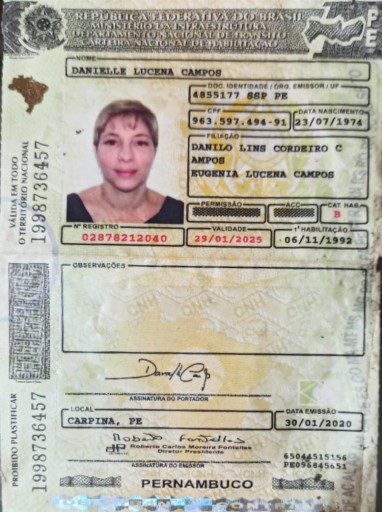 REPÚBLICA FEDERATIVA DO BRASIL
MINISTÉRIO DA INFRAESTRUTURA
DEPARTAMENTO NACIONAL DE TRÂNSITO
CARTEIRA NACIONAL DE HABILITAÇÃO
PE
NOME
DANIELLE LUCENA CAMPOS
DOC. IDENTIDADE / ORG. EMISSOR / UF
4855177 SSP PE
CPF
963.597.494-91
DATA NASCIMENTO
23/07/1974
FILIAÇÃO
DANILO LINS CORDEIRO C
AMPOS
EUGENIA LUCENA CAMPOS
PERMISSÃO
ACC
CAT. HAB.
B
Nº REGISTRO
02878212040
VALIDADE
29/01/2025
1ª HABILITAÇÃO
06/11/1992
VÁLIDA EM TODO
O TERRITÓRIO NACIONAL
1998736457
OBSERVAÇÕES
ASSINATURA DO PORTADOR
LOCAL
CARPINA, PE
DATA EMISSÃO
30/01/2020
Roberto Carlos Moreira Fontelles
Diretor Presidente
ASSINATURA DO EMISSOR
65044515156
PE096845651
PROIBIDO PLASTIFICAR
1998736457
PERNAMBUCO